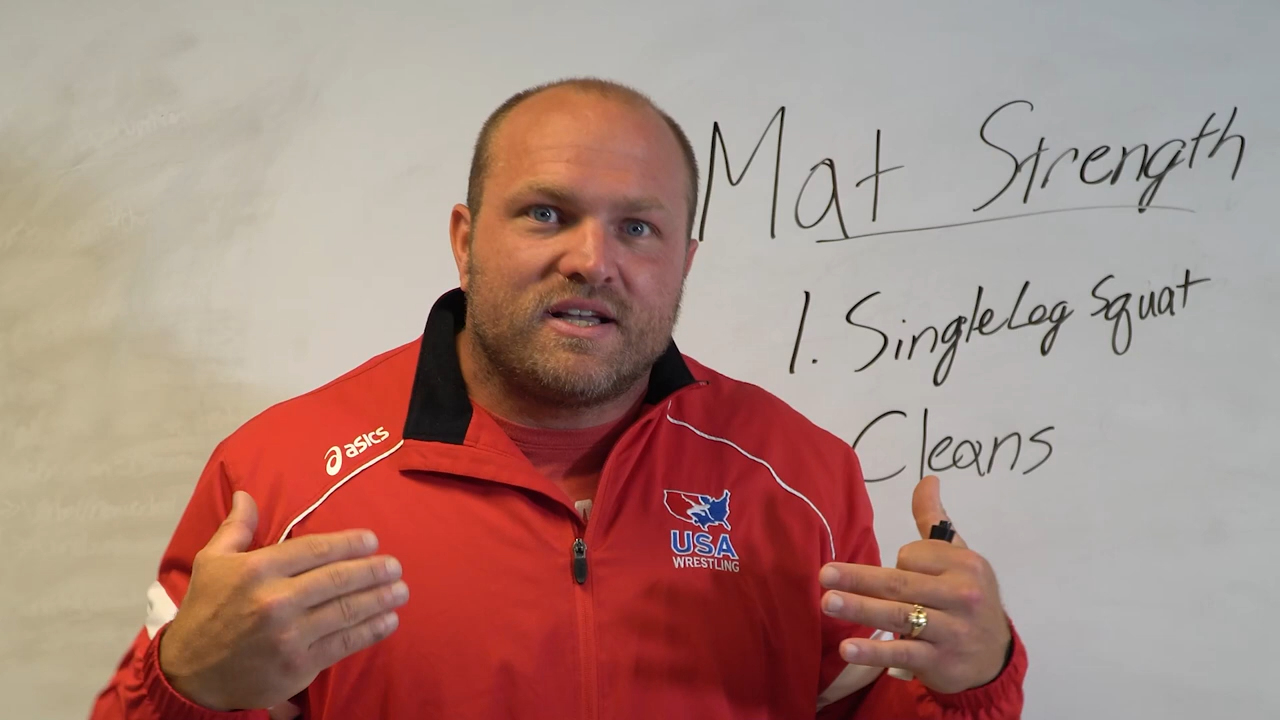 Mat Strength
1. Single Leg Squat
Cleans
asics
USA
WRESTLING